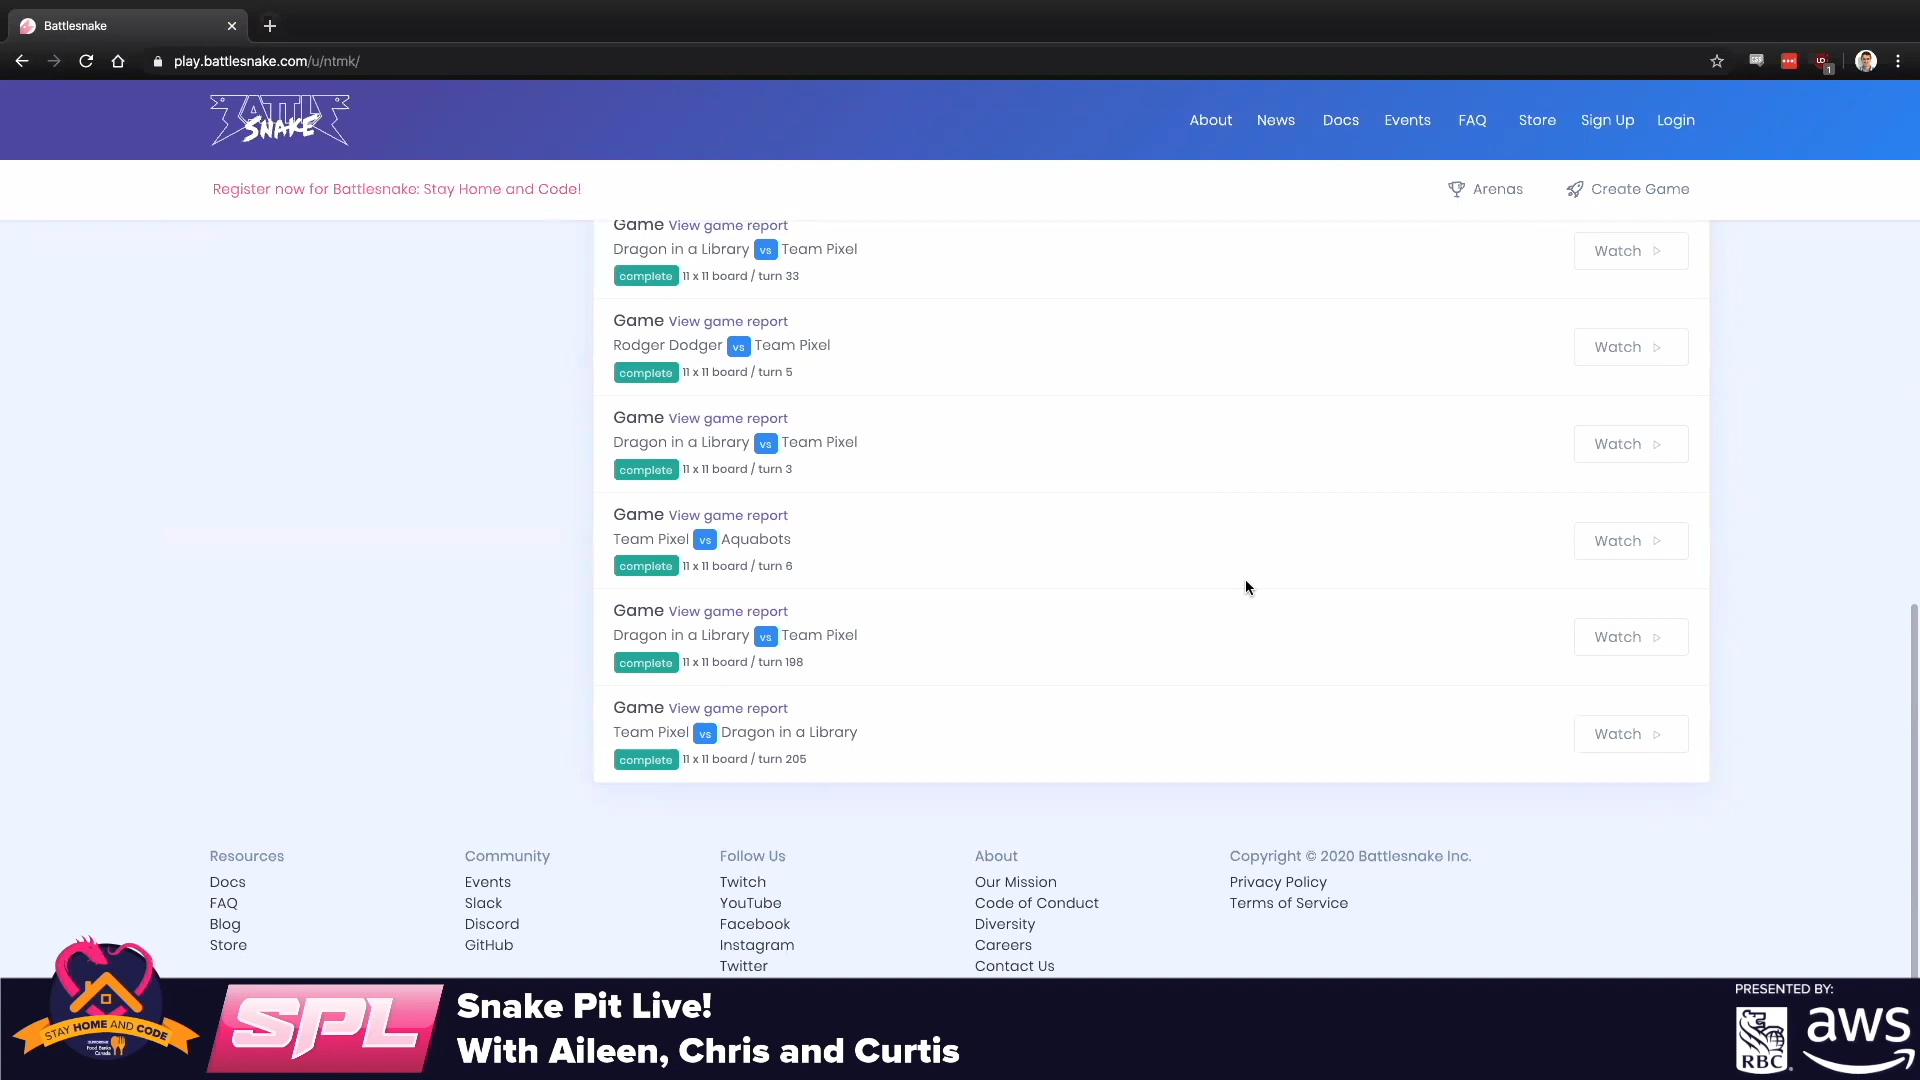 Battlesnake
play.battlesnake.com/u/ntmk/
1
BATTLE
SNAKE
About News Docs Events FAQ Store Sign Up Login
Register now for Battlesnake: Stay Home and Code!
Arenas Create Game
Game View game report
Dragon in a Library vs Team Pixel
Watch
complete 11 x 11 board / turn 33
Game View game report
Rodger Dodger vs Team Pixel
Watch
complete 11 x 11 board / turn 5
Game View game report
Dragon in a Library vs Team Pixel
Watch
complete 11 x 11 board / turn 3
Game View game report
Team Pixel vs Aquabots
Watch
complete 11 x 11 board / turn 6
Game View game report
Dragon in a Library vs Team Pixel
Watch
complete 11 x 11 board / turn 198
Game View game report
Team Pixel vs Dragon in a Library
Watch
complete 11 x 11 board / turn 205
Resources
Docs
FAQ
Blog
Store
Community
Events
Slack
Discord
GitHub
Follow Us
Twitch
YouTube
Facebook
Instagram
Twitter
About
Our Mission
Code of Conduct
Diversity
Careers
Contact Us
Copyright © 2020 Battlesnake Inc.
Privacy Policy
Terms of Service
STAY HOME AND CODE
SUPPORTING
Food Banks
Canada
SPL
Snake Pit Live!
With Aileen, Chris and Curtis
PRESENTED BY:
RBC
aws